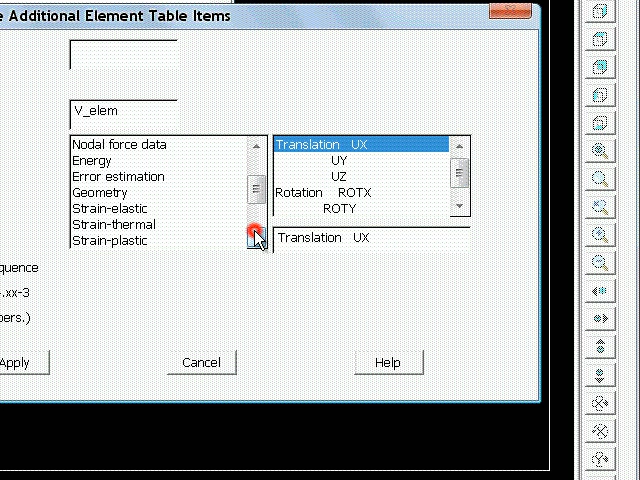 e Additional Element Table Items
V_elem
Nodal force data
Energy
Error estimation
Geometry
Strain-elastic
Strain-thermal
Strain-plastic
Translation UX
UY
UZ
Rotation ROTX
ROTY
Translation UX
quence
.xx-3
bers.)
Apply
Cancel
Help